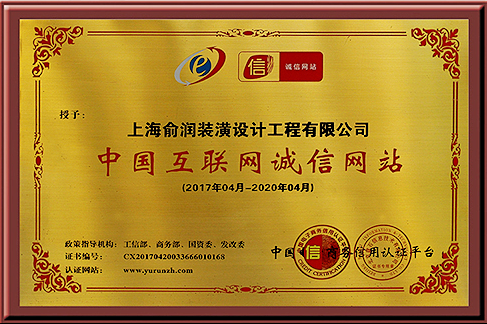 信 诚信网站
授予：
上海俞润装潢设计工程有限公司
中国互联网诚信网站
(2017年04月-2020年04月)
政策指导机构：工信部、商务部、国资委、发改委
证书编号：CX20170420033666010168
认证网站：www.yurunzh.com
中国 商务信用认证平台
信